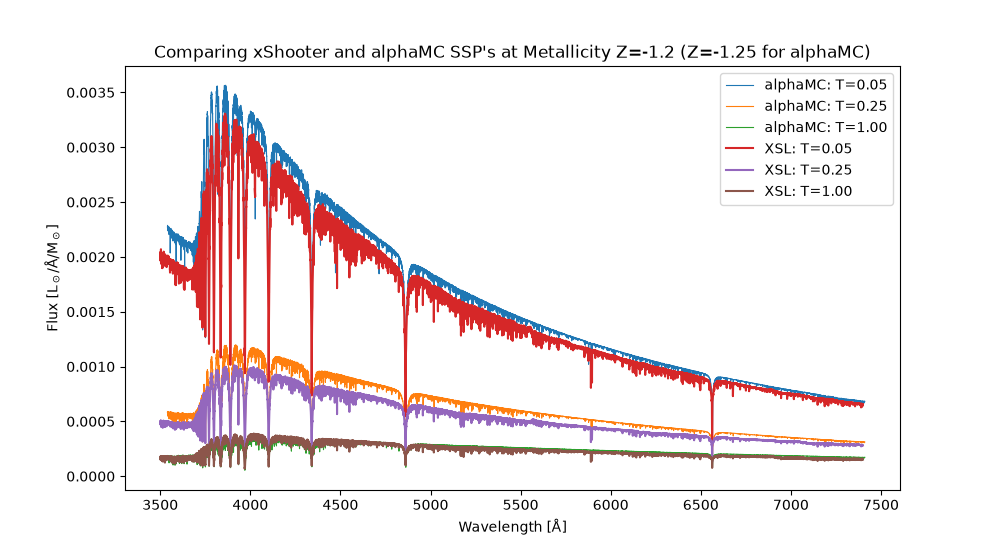 Comparing xShooter and alphaMC SSP's at Metallicity Z=-1.2 (Z=-1.25 for alphaMC)
alphaMC: T=0.05
alphaMC: T=0.25
alphaMC: T=1.00
XSL: T=0.05
XSL: T=0.25
XSL: T=1.00
Flux [L⊙/Å/M⊙]
0.0035
0.0030
0.0025
0.0020
0.0015
0.0010
0.0005
0.0000
3500 4000 4500 5000 5500 6000 6500 7000 7500
Wavelength [Å]